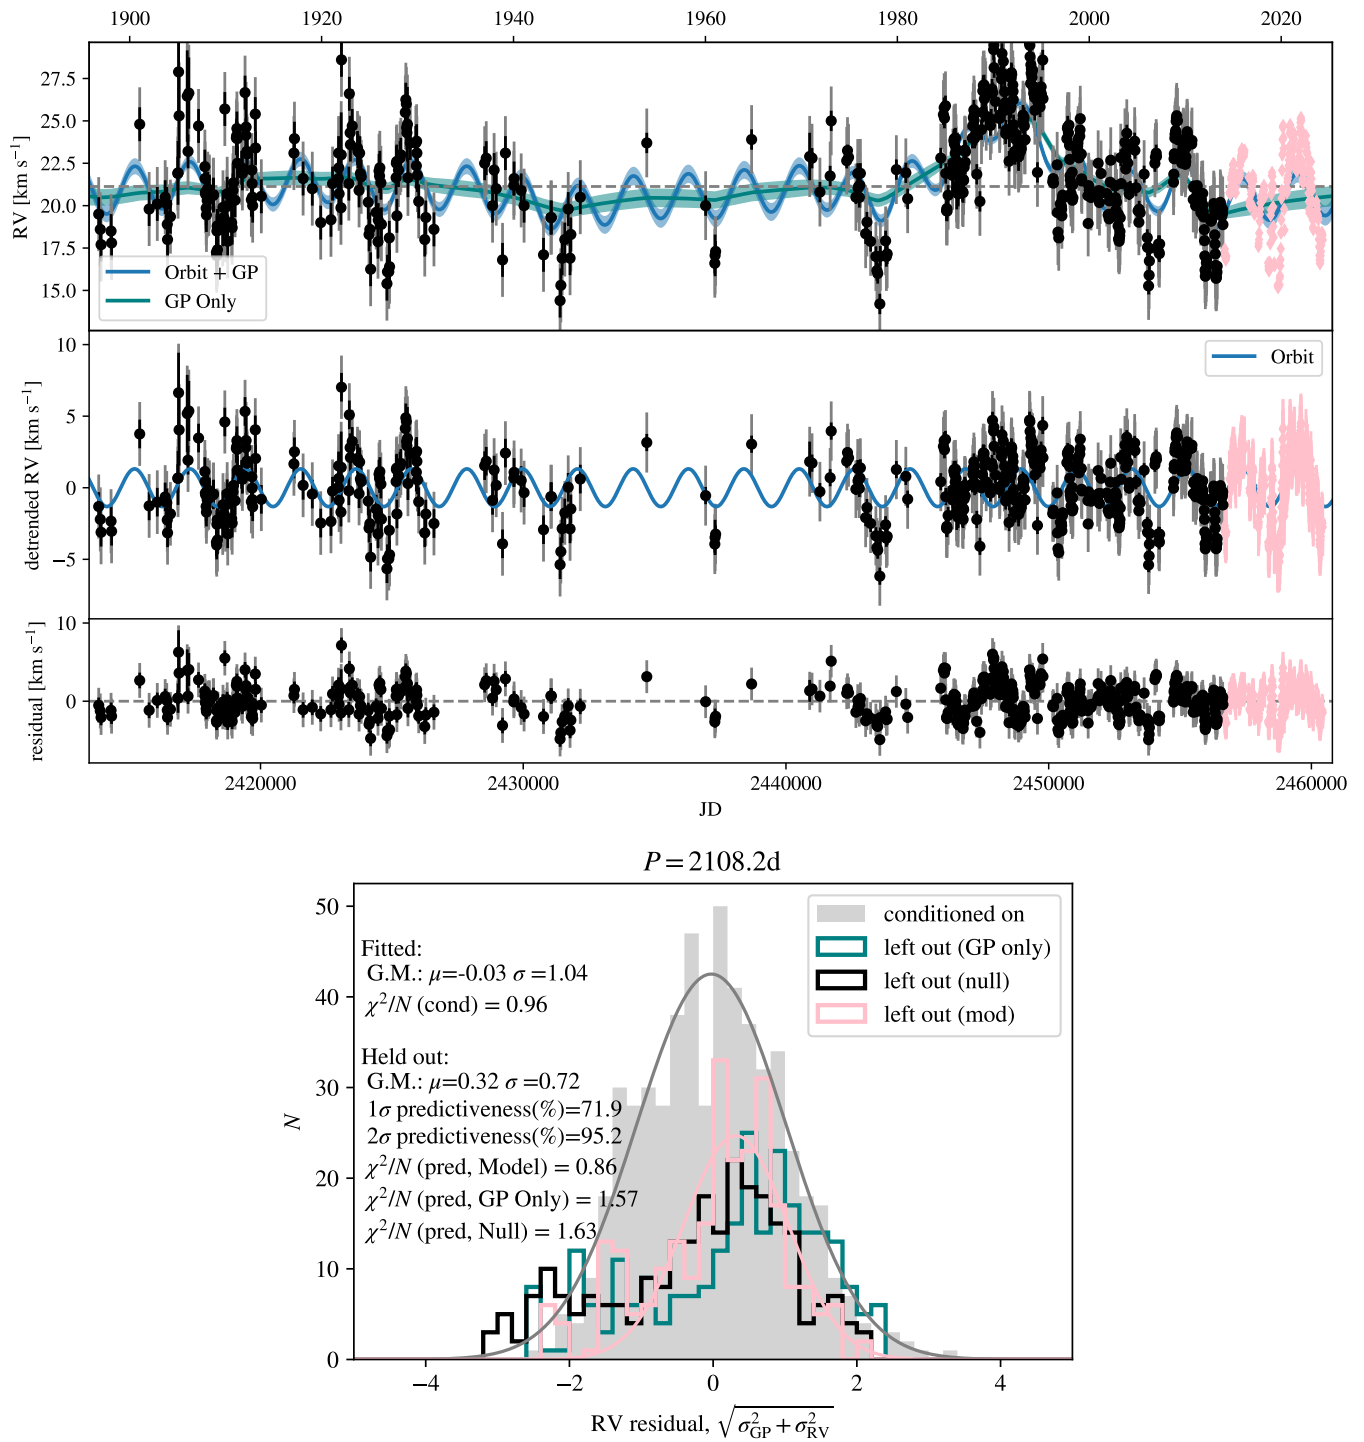 1900 1920 1940 1960 1980 2000 2020
RV [km s⁻¹]
27.5
25.0
22.5
20.0
17.5
15.0
Orbit + GP
GP Only
detrended RV [km s⁻¹]
10
5
0
−5
Orbit
residual [km s⁻¹]
10
0
2420000 2430000 2440000 2450000 2460000
JD
P = 2108.2d
N
50
40
30
20
10
0
Fitted:
G.M.: μ=-0.03 σ =1.04
χ²/N (cond) = 0.96
Held out:
G.M.: μ=0.32 σ =0.72
1σ predictiveness(%)=71.9
2σ predictiveness(%)=95.2
χ²/N (pred, Model) = 0.86
χ²/N (pred, GP Only) = 1.57
χ²/N (pred, Null) = 1.63
conditioned on
left out (GP only)
left out (null)
left out (mod)
−4 −2 0 2 4
RV residual, √(σ²_GP + σ²_RV)